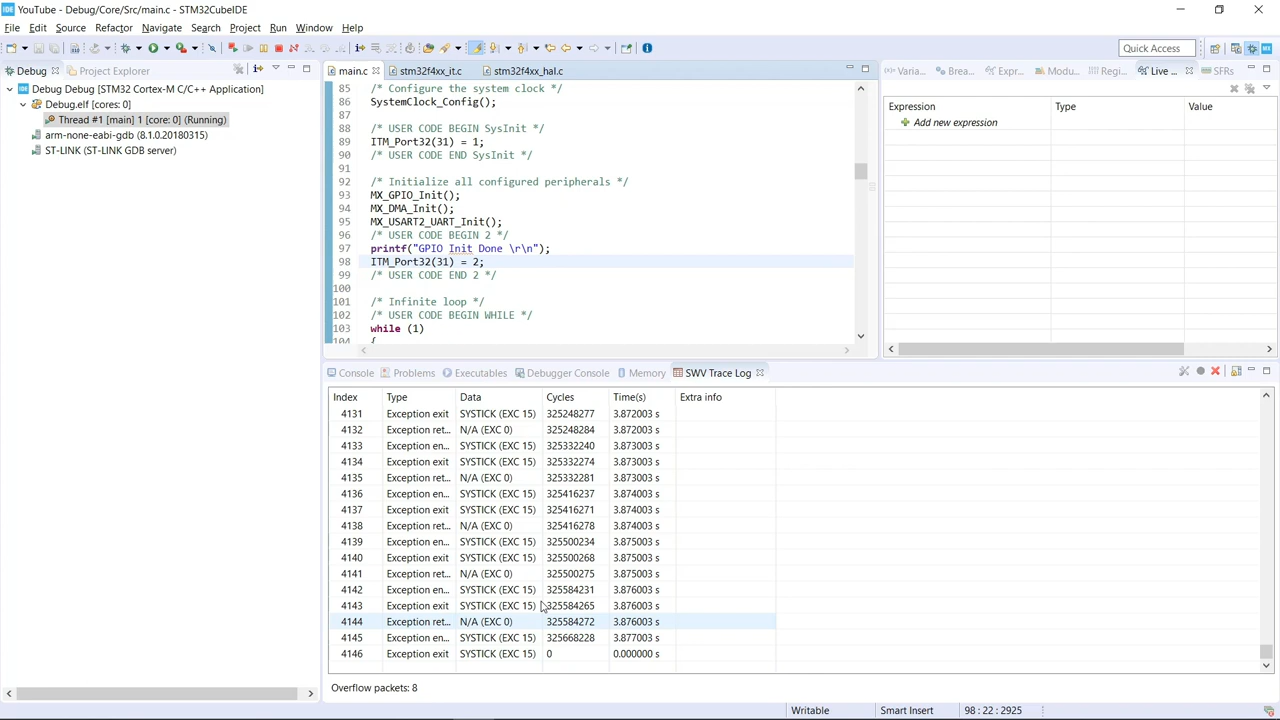 YouTube - Debug/Core/Src/main.c - STM32CubeIDE
File Edit Source Refactor Navigate Search Project Run Window Help
Quick Access
Debug Project Explorer
main.c stm32f4xx_it.c stm32f4xx_hal.c
Varia... Brea... Expr... Modu... Regi... Live ... SFRs
Debug Debug [STM32 Cortex-M C/C++ Application]
Debug.elf [cores: 0]
Thread #1 [main] 1 [core: 0] (Running)
arm-none-eabi-gdb (8.1.0.20180315)
ST-LINK (ST-LINK GDB server)
85 /* Configure the system clock */
86 SystemClock_Config();
87
88 /* USER CODE BEGIN SysInit */
89 ITM_Port32(31) = 1;
90 /* USER CODE END SysInit */
91
92 /* Initialize all configured peripherals */
93 MX_GPIO_Init();
94 MX_DMA_Init();
95 MX_USART2_UART_Init();
96 /* USER CODE BEGIN 2 */
97 printf("GPIO Init Done \r\n");
98 ITM_Port32(31) = 2;
99 /* USER CODE END 2 */
100
101 /* Infinite loop */
102 /* USER CODE BEGIN WHILE */
103 while (1)
104 {
Expression Type Value
Add new expression
Console Problems Executables Debugger Console Memory SWV Trace Log
Index Type Data Cycles Time(s) Extra info
4131 Exception exit SYSTICK (EXC 15) 325248277 3.872003 s
4132 Exception ret... N/A (EXC 0) 325248284 3.872003 s
4133 Exception en... SYSTICK (EXC 15) 325332240 3.873003 s
4134 Exception exit SYSTICK (EXC 15) 325332274 3.873003 s
4135 Exception ret... N/A (EXC 0) 325332281 3.873003 s
4136 Exception en... SYSTICK (EXC 15) 325416237 3.874003 s
4137 Exception exit SYSTICK (EXC 15) 325416271 3.874003 s
4138 Exception ret... N/A (EXC 0) 325416278 3.874003 s
4139 Exception en... SYSTICK (EXC 15) 325500234 3.875003 s
4140 Exception exit SYSTICK (EXC 15) 325500268 3.875003 s
4141 Exception ret... N/A (EXC 0) 325500275 3.875003 s
4142 Exception en... SYSTICK (EXC 15) 325584231 3.876003 s
4143 Exception exit SYSTICK (EXC 15) 325584265 3.876003 s
4144 Exception ret... N/A (EXC 0) 325584272 3.876003 s
4145 Exception en... SYSTICK (EXC 15) 325668228 3.877003 s
4146 Exception exit SYSTICK (EXC 15) 0 0.000000 s
Overflow packets: 8
Writable Smart Insert 98 : 22 : 2925